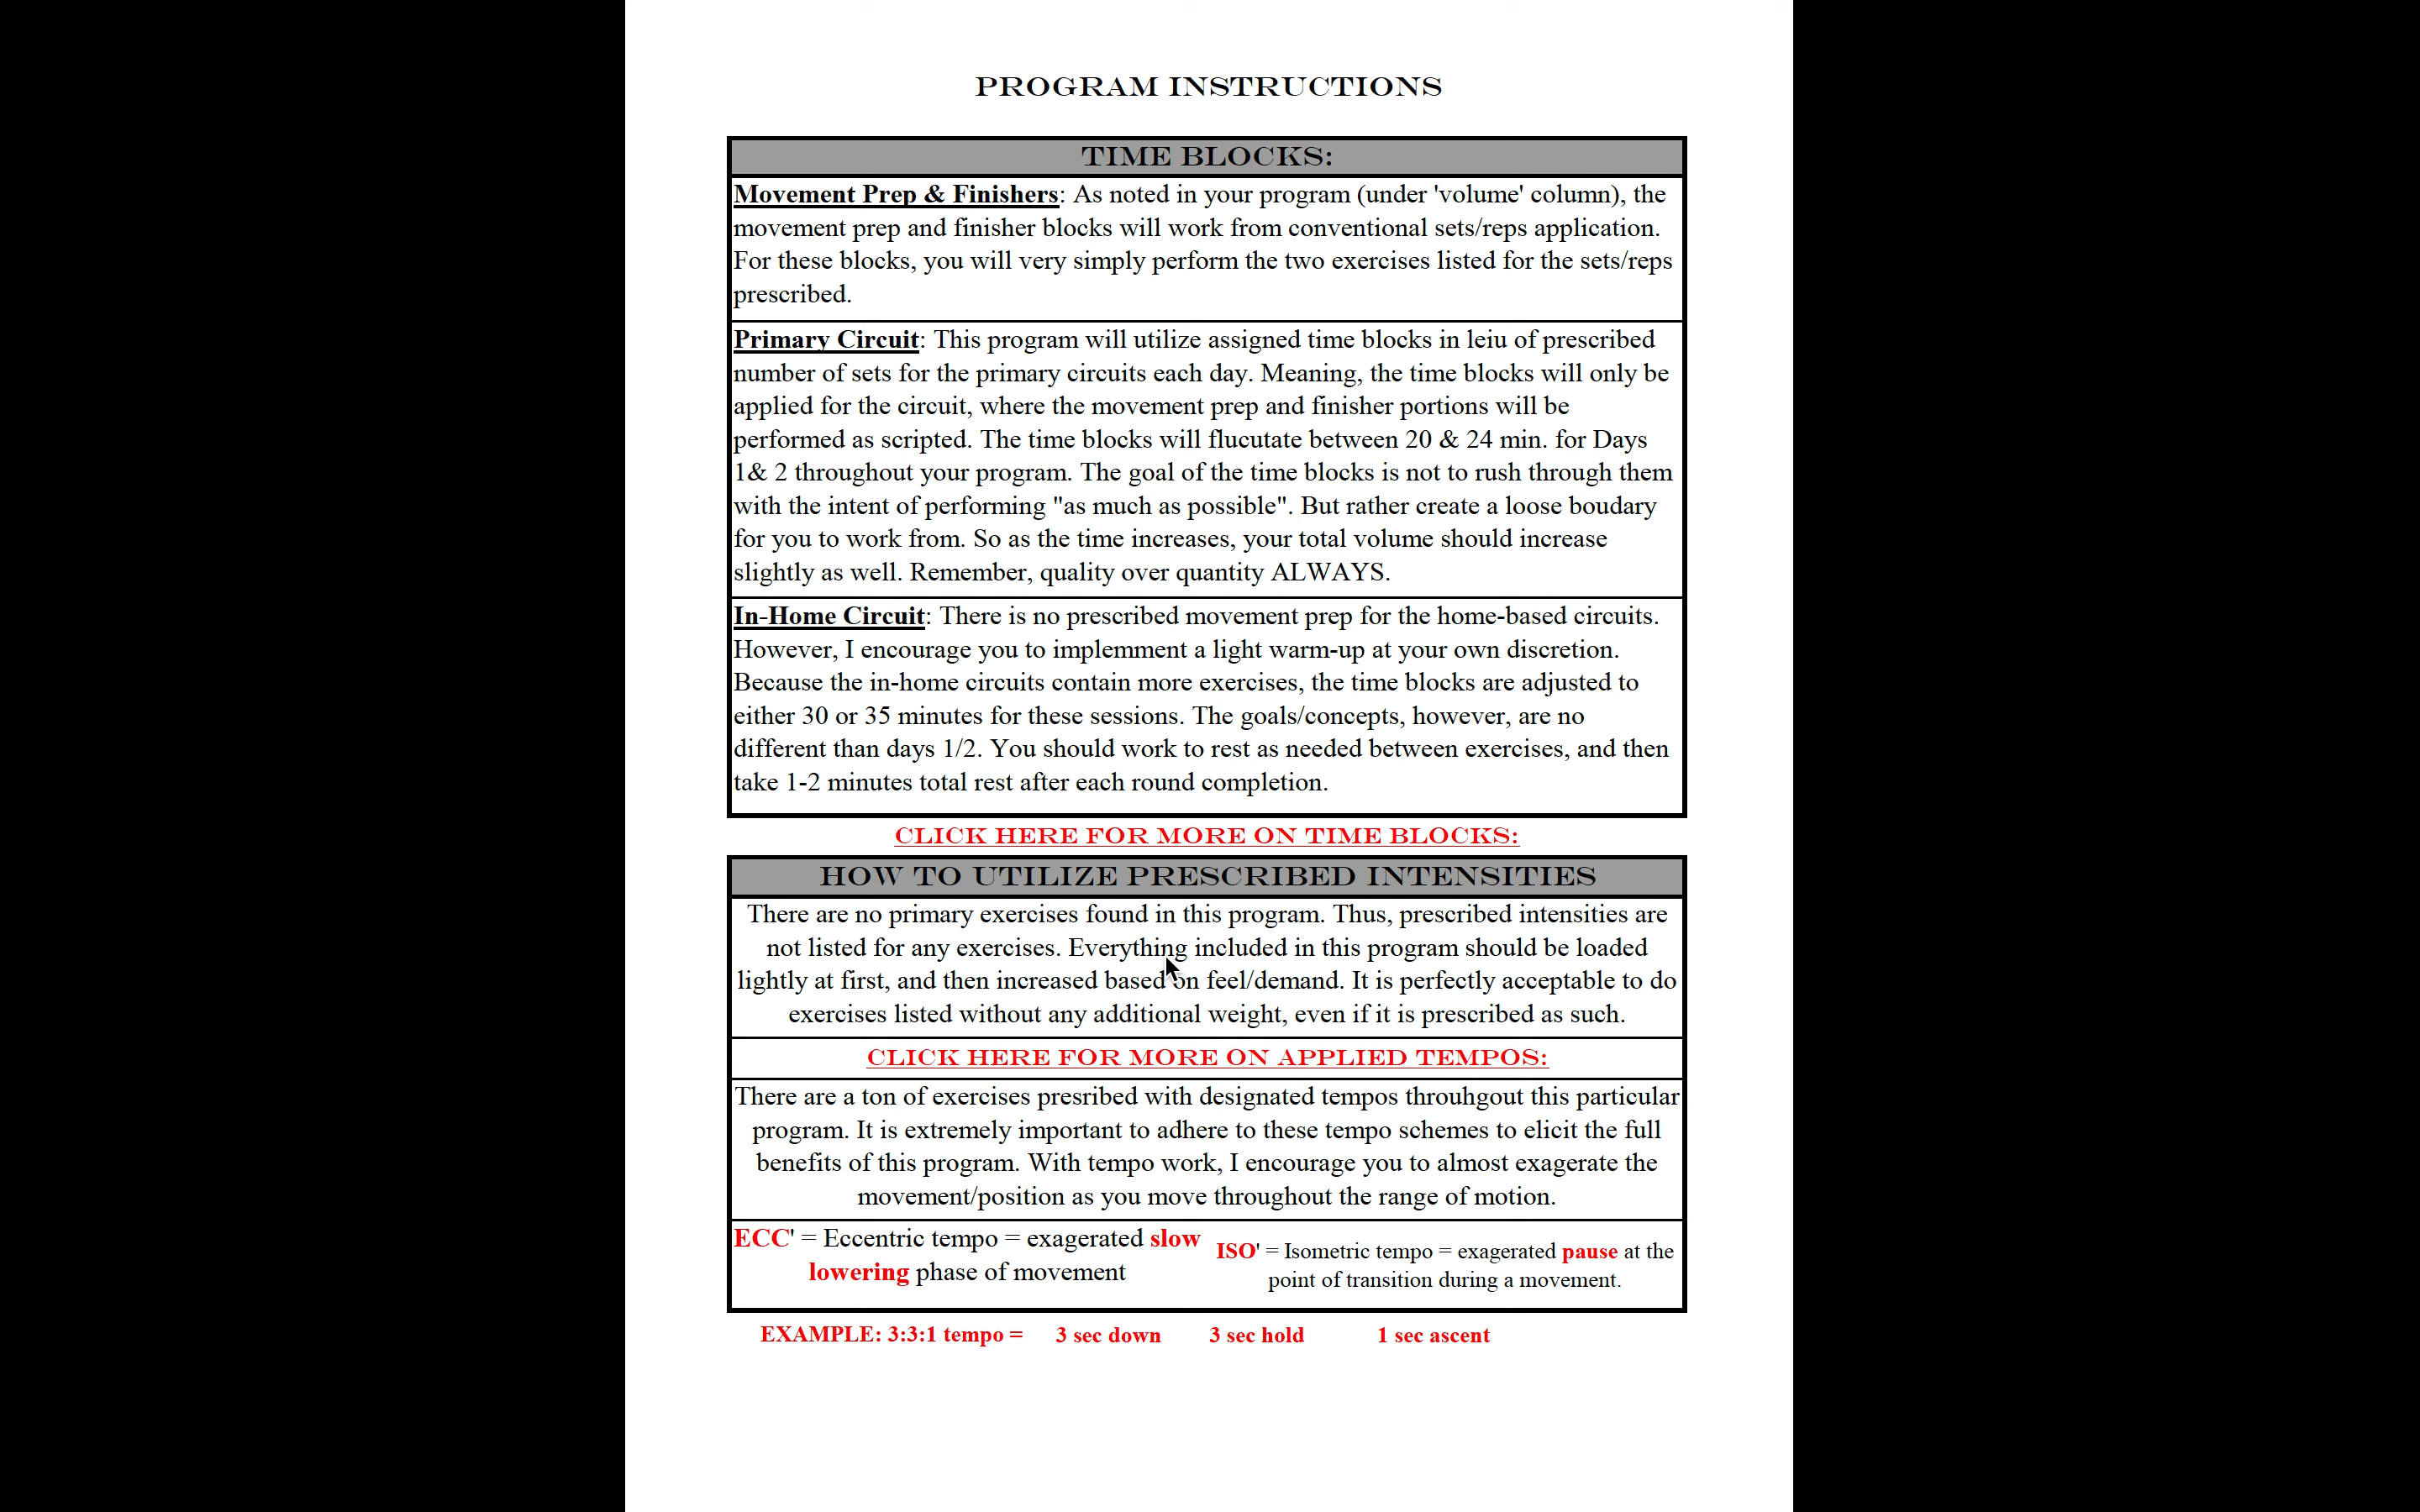 PROGRAM INSTRUCTIONS
TIME BLOCKS:
Movement Prep & Finishers: As noted in your program (under 'volume' column), the
movement prep and finisher blocks will work from conventional sets/reps application.
For these blocks, you will very simply perform the two exercises listed for the sets/reps
prescribed.
Primary Circuit: This program will utilize assigned time blocks in leiu of prescribed
number of sets for the primary circuits each day. Meaning, the time blocks will only be
applied for the circuit, where the movement prep and finisher portions will be
performed as scripted. The time blocks will flucutate between 20 & 24 min. for Days
1& 2 throughout your program. The goal of the time blocks is not to rush through them
with the intent of performing "as much as possible". But rather create a loose boudary
for you to work from. So as the time increases, your total volume should increase
slightly as well. Remember, quality over quantity ALWAYS.
In-Home Circuit: There is no prescribed movement prep for the home-based circuits.
However, I encourage you to implemment a light warm-up at your own discretion.
Because the in-home circuits contain more exercises, the time blocks are adjusted to
either 30 or 35 minutes for these sessions. The goals/concepts, however, are no
different than days 1/2. You should work to rest as needed between exercises, and then
take 1-2 minutes total rest after each round completion.
CLICK HERE FOR MORE ON TIME BLOCKS:
HOW TO UTILIZE PRESCRIBED INTENSITIES
There are no primary exercises found in this program. Thus, prescribed intensities are
not listed for any exercises. Everything included in this program should be loaded
lightly at first, and then increased based on feel/demand. It is perfectly acceptable to do
exercises listed without any additional weight, even if it is prescribed as such.
CLICK HERE FOR MORE ON APPLIED TEMPOS:
There are a ton of exercises presribed with designated tempos throuhgout this particular
program. It is extremely important to adhere to these tempo schemes to elicit the full
benefits of this program. With tempo work, I encourage you to almost exagerate the
movement/position as you move throughout the range of motion.
ECC' = Eccentric tempo = exagerated slow
lowering phase of movement
ISO' = Isometric tempo = exagerated pause at the
point of transition during a movement.
EXAMPLE: 3:3:1 tempo = 3 sec down 3 sec hold 1 sec ascent